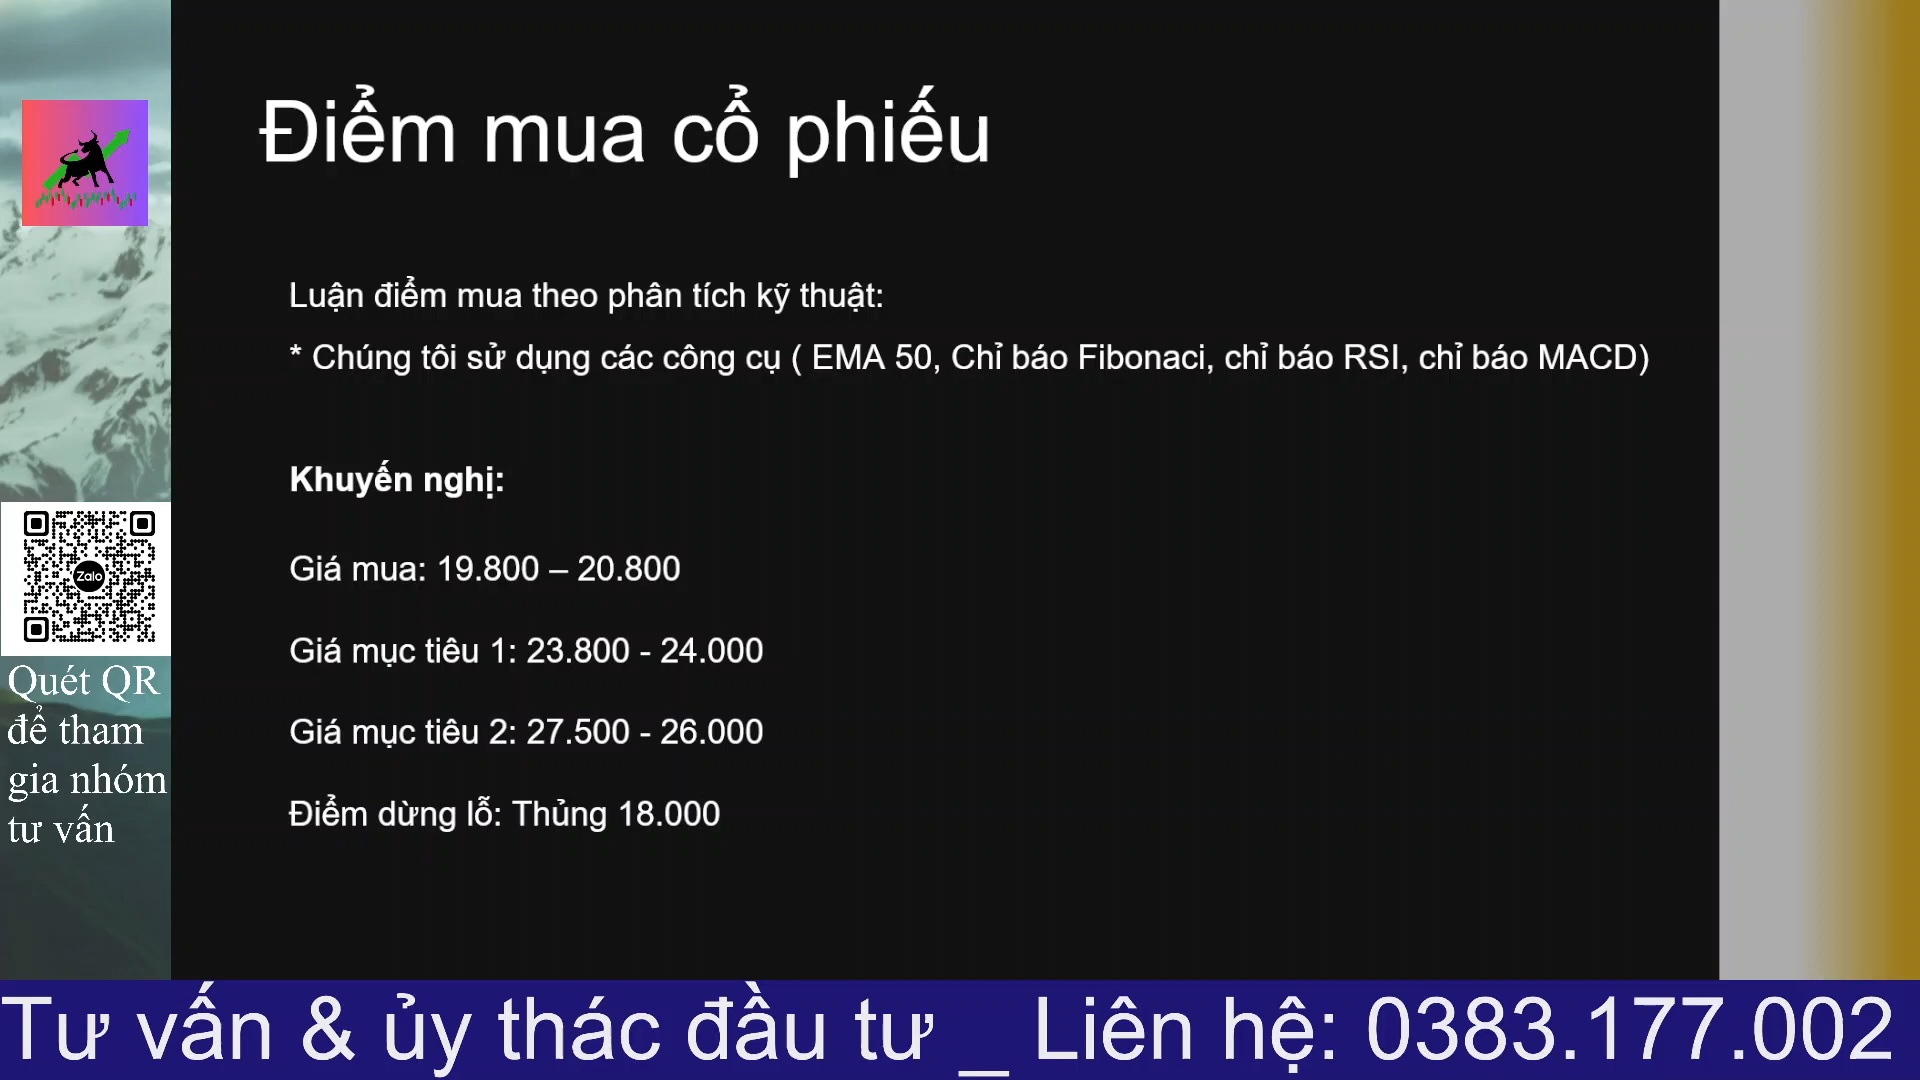 Điểm mua cổ phiếu
Luận điểm mua theo phân tích kỹ thuật:
* Chúng tôi sử dụng các công cụ ( EMA 50, Chỉ báo Fibonaci, chỉ báo RSI, chỉ báo MACD)
Khuyến nghị:
Giá mua: 19.800 – 20.800
Giá mục tiêu 1: 23.800 - 24.000
Giá mục tiêu 2: 27.500 - 26.000
Điểm dừng lỗ: Thủng 18.000
Zalo
Quét QR
để tham
gia nhóm
tư vấn
Tư vấn & ủy thác đầu tư _ Liên hệ: 0383.177.002